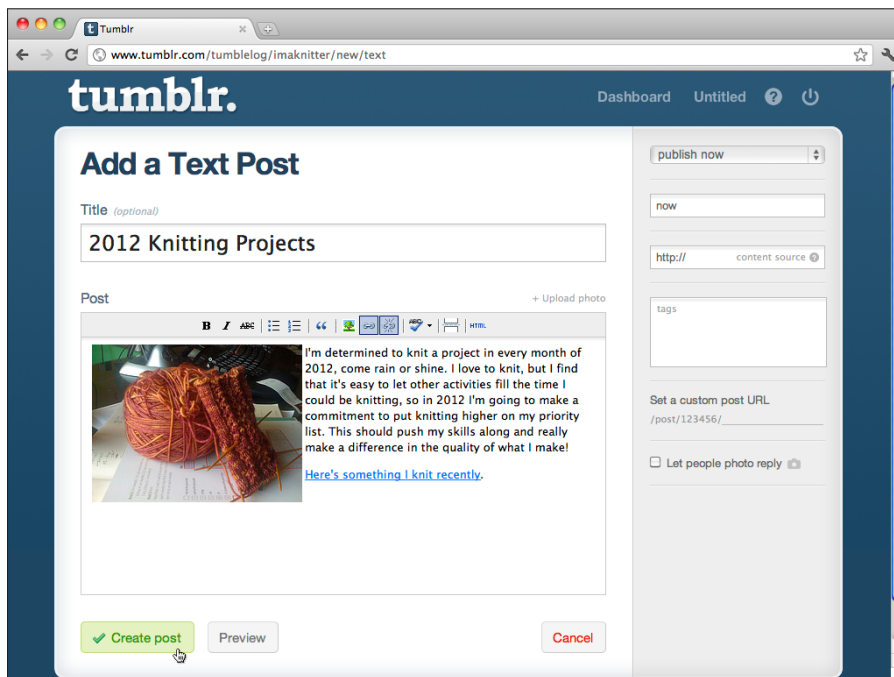 Tumblr
www.tumblr.com/tumblelog/imaknitter/new/text
tumblr.
Dashboard Untitled ?
Add a Text Post
publish now
Title (optional)
now
2012 Knitting Projects
http:// content source ?
Post + Upload photo
tags
B I ABC ABC HTML
I'm determined to knit a project in every month of
2012, come rain or shine. I love to knit, but I find
that it's easy to let other activities fill the time I
could be knitting, so in 2012 I'm going to make a
commitment to put knitting higher on my priority
list. This should push my skills along and really
make a difference in the quality of what I make!
Here's something I knit recently.
Set a custom post URL
/post/123456/
Let people photo reply
Create post Preview Cancel